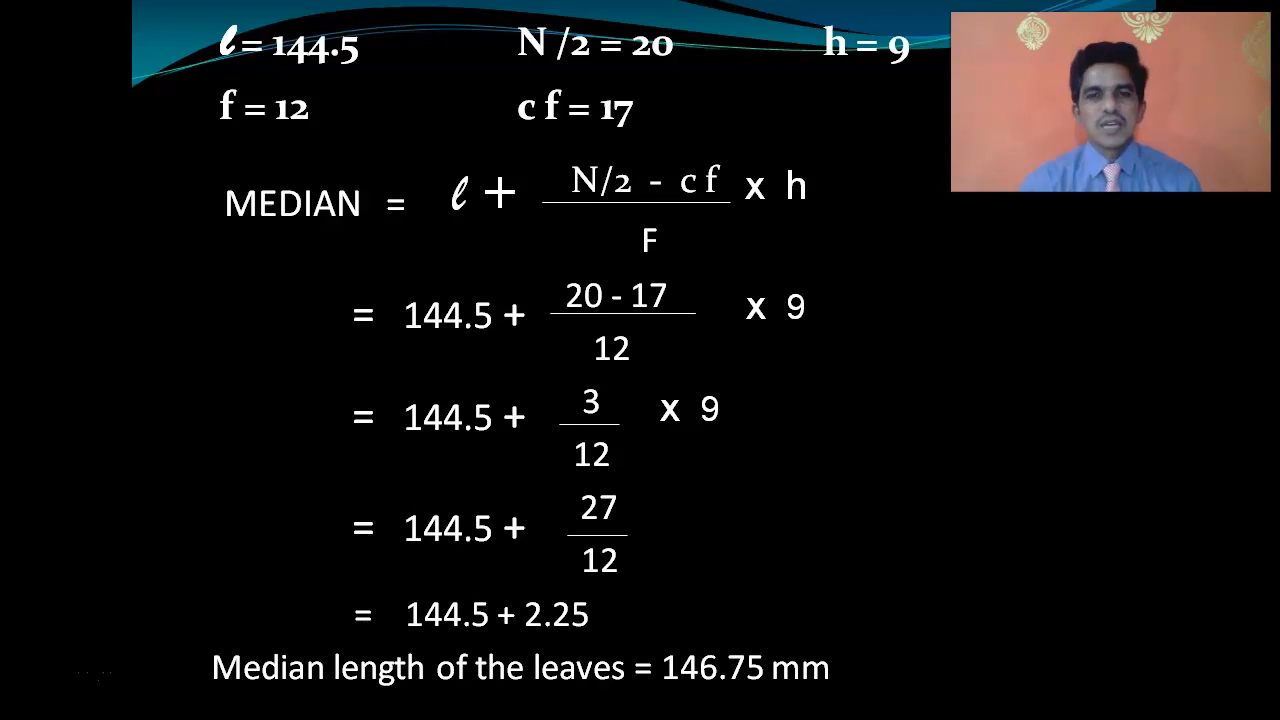 ℓ = 144.5 N /2 = 20 h = 9
f = 12 c f = 17
MEDIAN = ℓ + N/2 - c f x h
F
= 144.5 + 20 - 17 x 9
12
= 144.5 + 3 x 9
12
= 144.5 + 27
12
= 144.5 + 2.25
Median length of the leaves = 146.75 mm